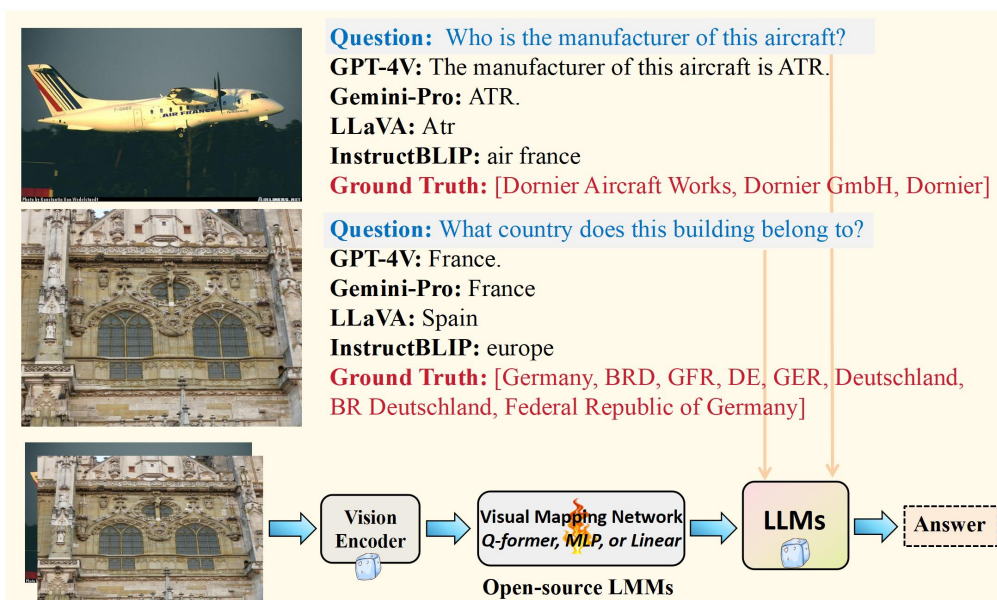 Question: Who is the manufacturer of this aircraft?
GPT-4V: The manufacturer of this aircraft is ATR.
Gemini-Pro: ATR.
LLaVA: Atr
InstructBLIP: air france
Ground Truth: [Dornier Aircraft Works, Dornier GmbH, Dornier]
AIR FRANCE
AIRLINERS.NET
Question: What country does this building belong to?
GPT-4V: France.
Gemini-Pro: France
LLaVA: Spain
InstructBLIP: europe
Ground Truth: [Germany, BRD, GFR, DE, GER, Deutschland,
BR Deutschland, Federal Republic of Germany]
Vision
Encoder
Visual Mapping Network
Q-former, MLP, or Linear
LLMs
Answer
Open-source LMMs